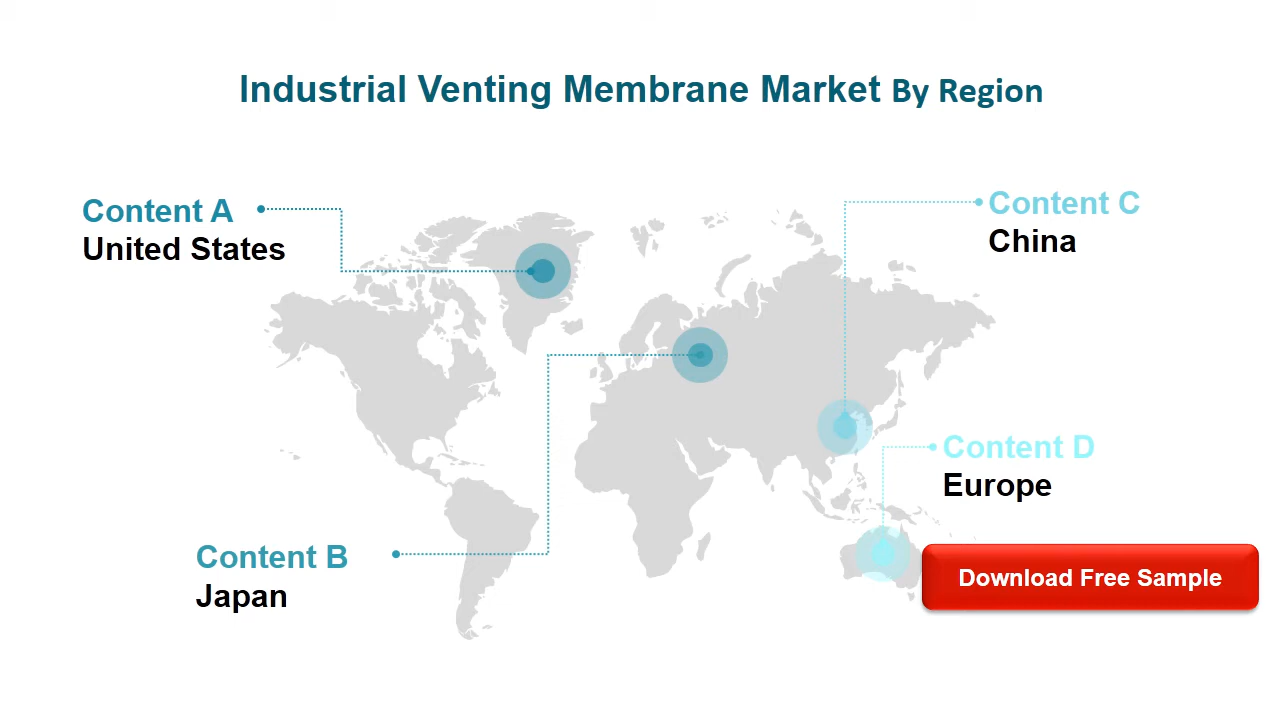 Industrial Venting Membrane Market By Region
Content A
United States
Content C
China
Content D
Europe
Content B
Japan
Download Free Sample